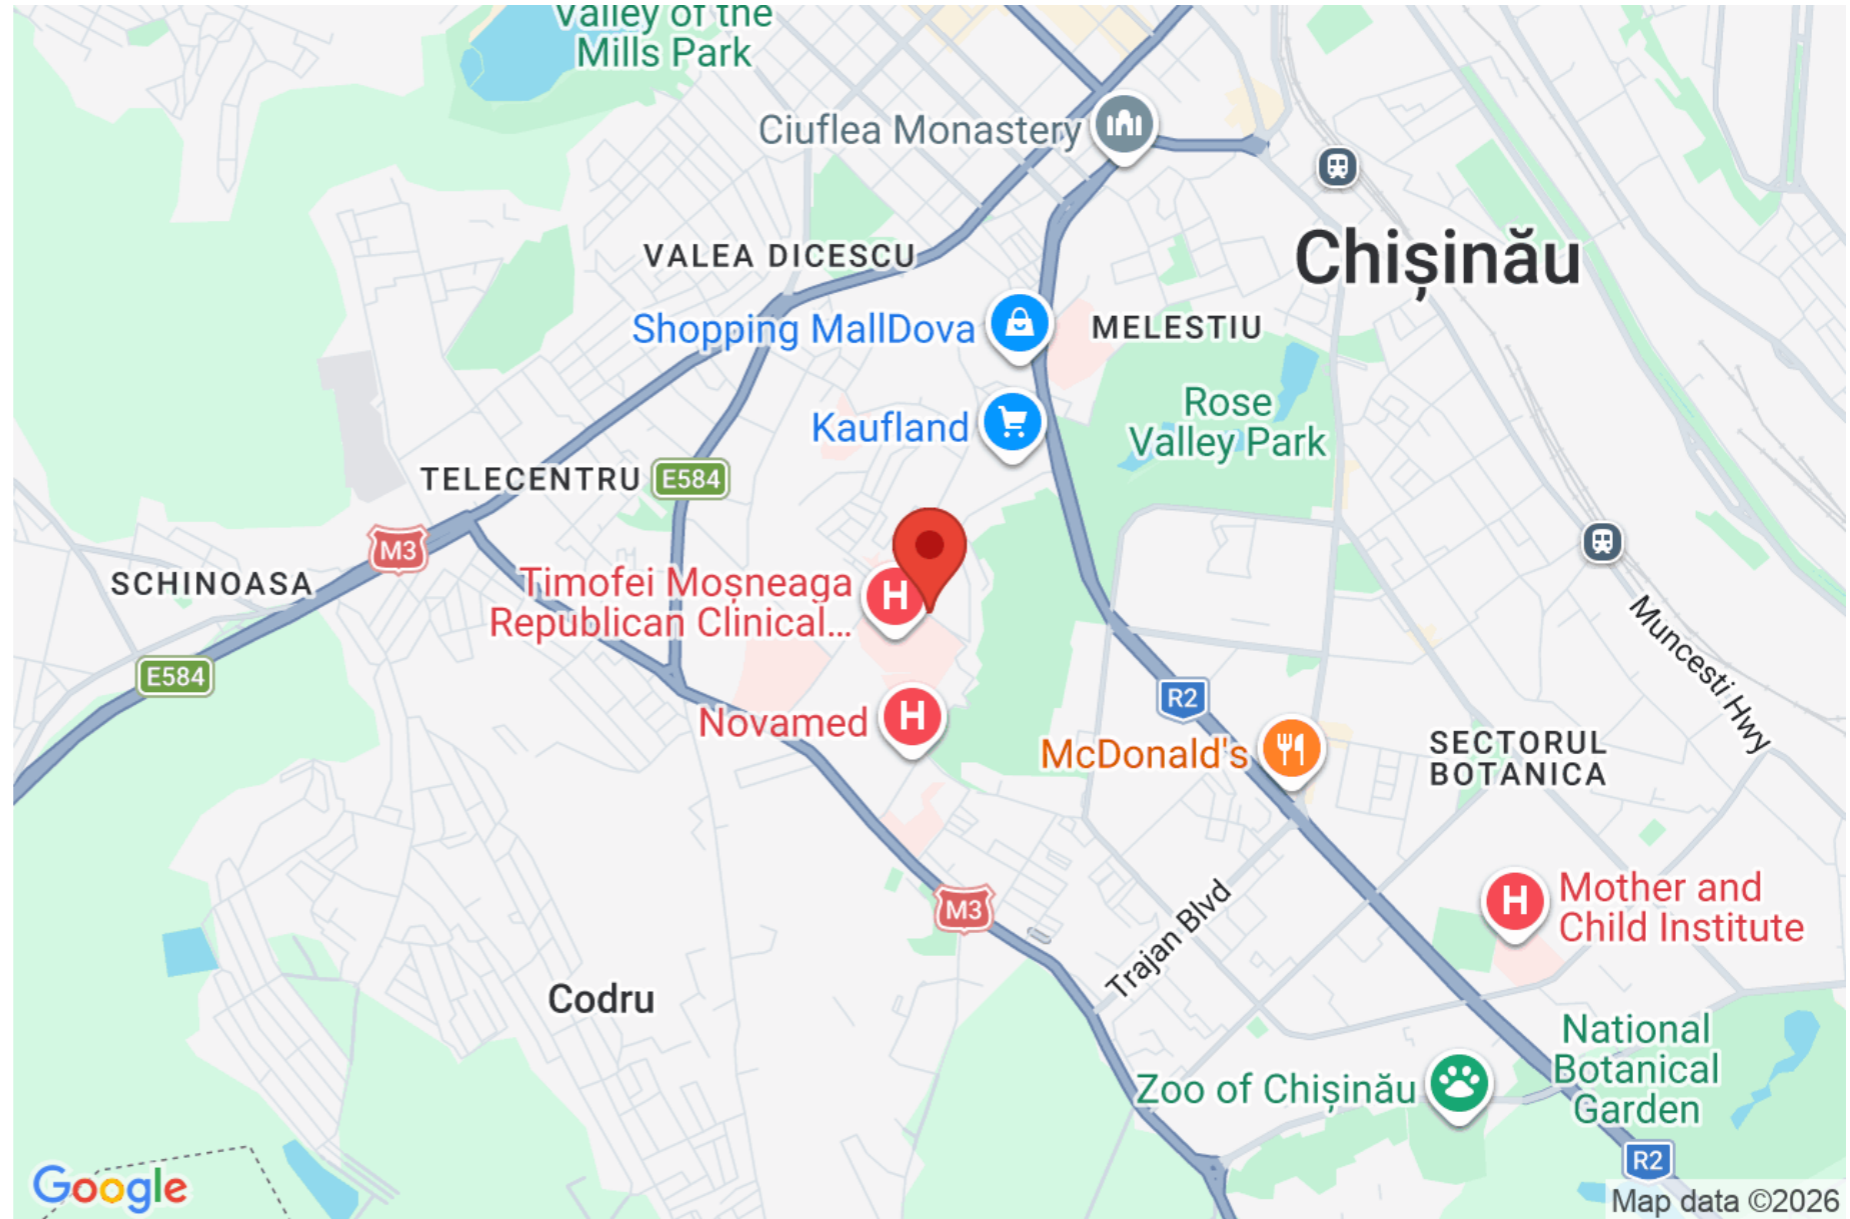 Valley of the
Mills Park
Ciuflea Monastery
Chișinău
VALEA DICESCU
Shopping MallDova
MELESTIU
Rose
Valley Park
Kaufland
TELECENTRU
E584
M3
SCHINOASA
Timofei Moșneaga
Republican Clinical...
Muncesti Hwy
E584
R2
Novamed
McDonald's
SECTORUL
BOTANICA
M3
Mother and
Child Institute
Trajan Blvd
Codru
National
Botanical
Garden
Zoo of Chișinău
R2
Google
Map data ©2026